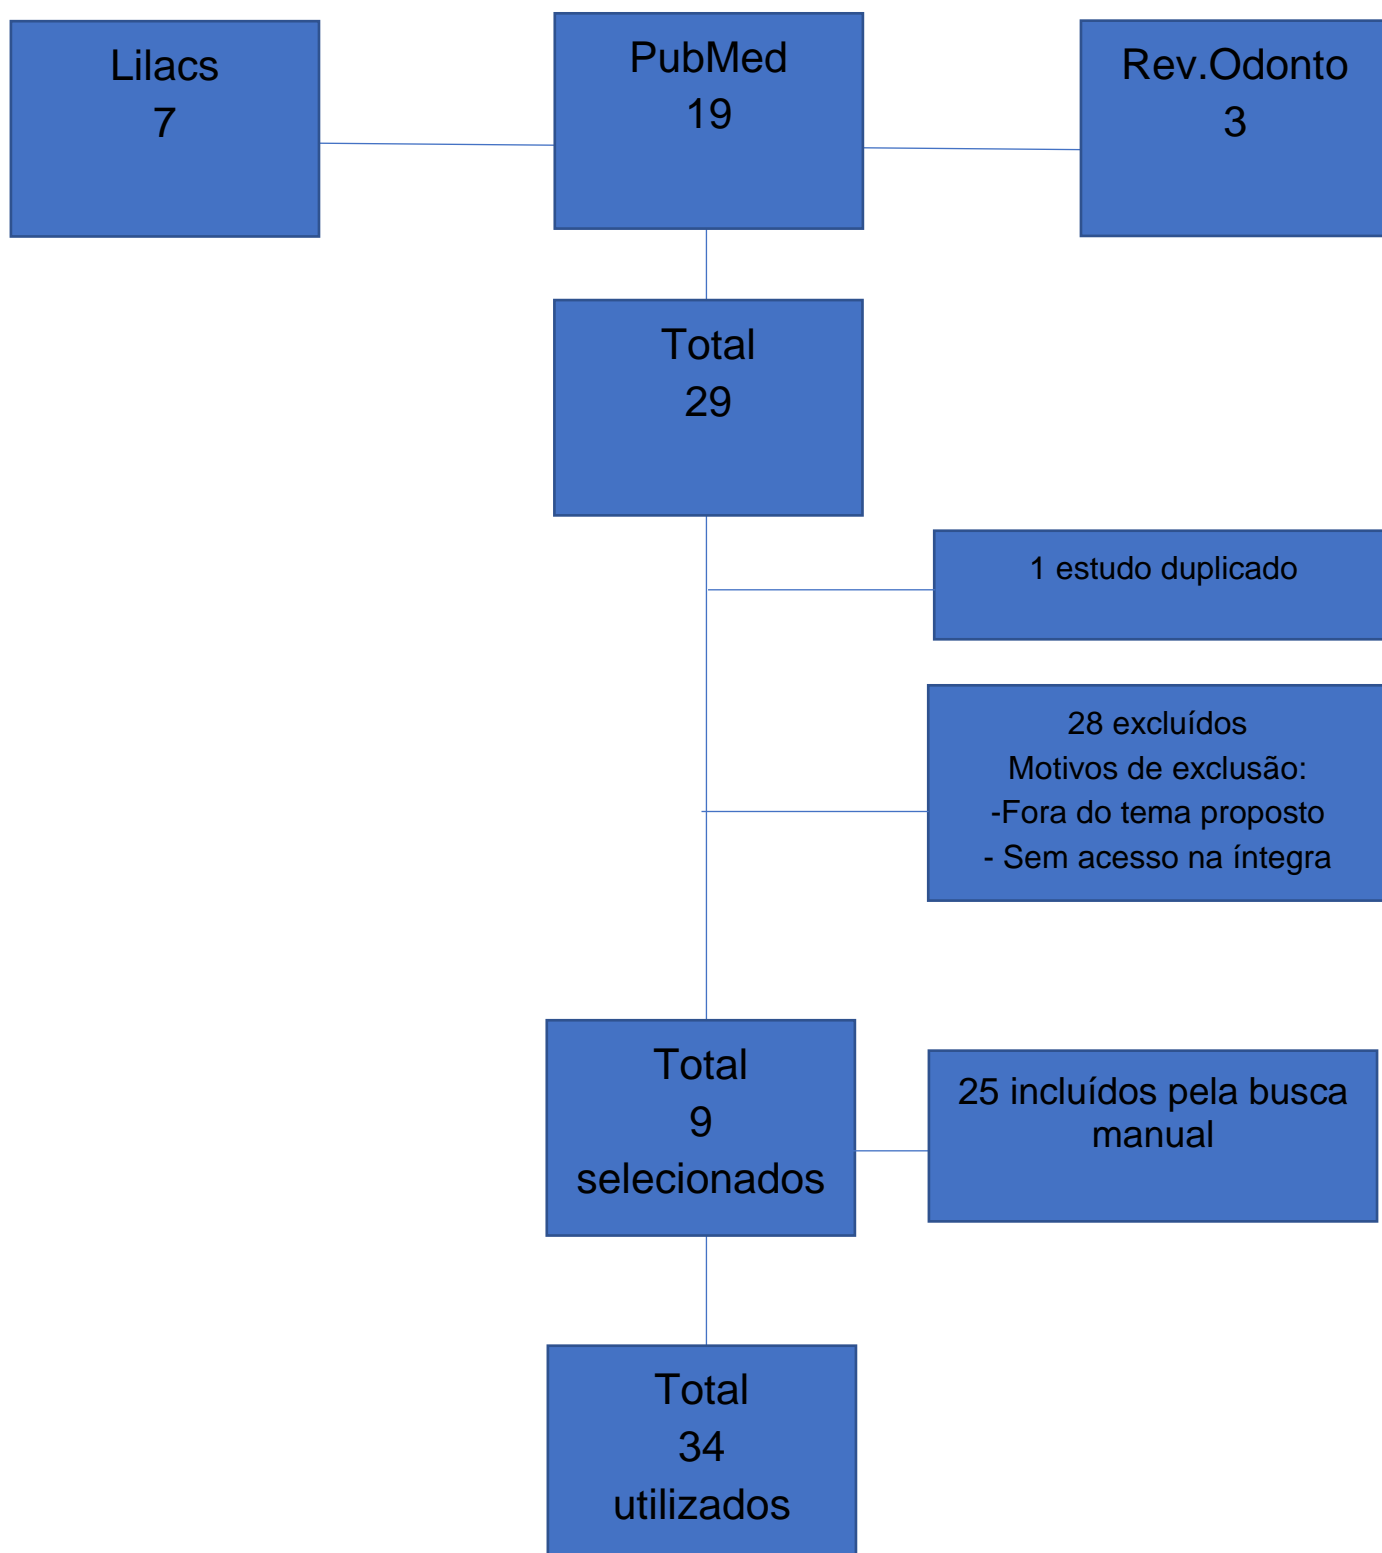 Lilacs
7
PubMed
19
Rev.Odonto
3
Total
29
1 estudo duplicado
28 excluídos
Motivos de exclusão:
-Fora do tema proposto
- Sem acesso na íntegra
Total
9
selecionados
25 incluídos pela busca
manual
Total
34
utilizados